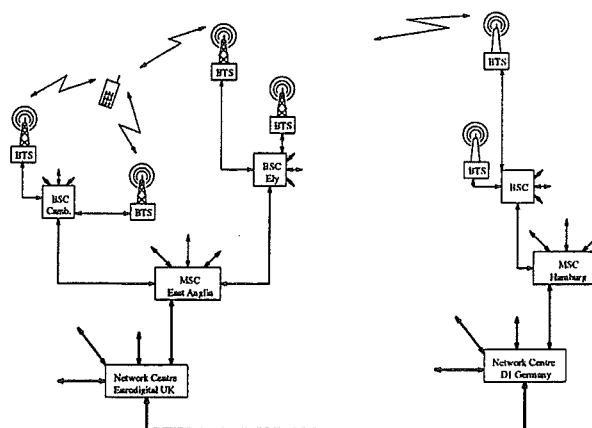 BTS
BTS
BTS
BTS
BTS
BSC
Ely
BTS
BSC
Camb.
BTS
BSC
MSC
East Anglia
MSC
Hamburg
Network Centre
Eurodigital UK
Network Centre
D1 Germany